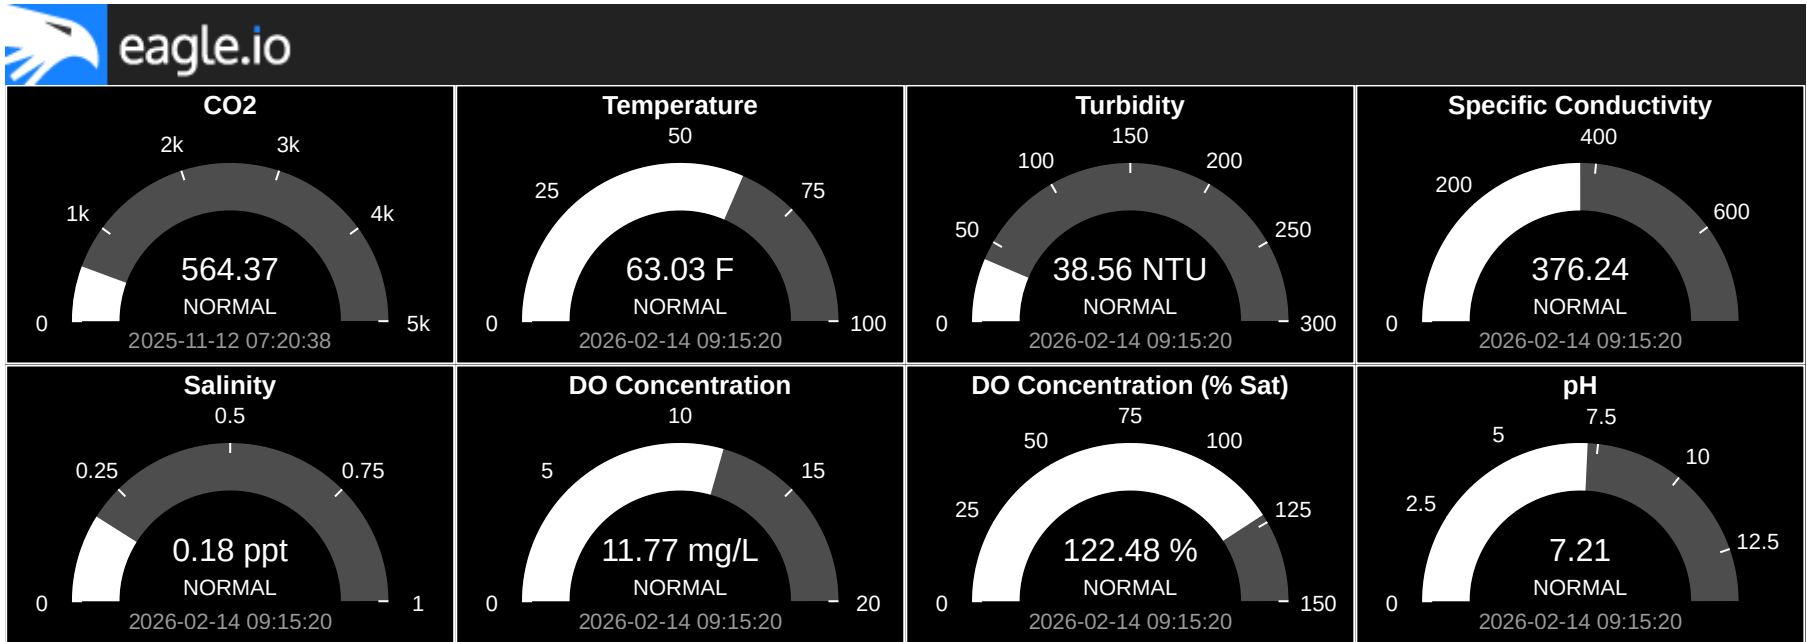 eagle.io
CO2
2k
3k
1k
4k
0
5k
564.37
NORMAL
2025-11-12 07:20:38
Temperature
50
25
75
0
100
63.03 F
NORMAL
2026-02-14 09:15:20
Turbidity
150
100
200
50
250
0
300
38.56 NTU
NORMAL
2026-02-14 09:15:20
Specific Conductivity
400
200
600
0
376.24
NORMAL
2026-02-14 09:15:20
Salinity
0.5
0.25
0.75
0
1
0.18 ppt
NORMAL
2026-02-14 09:15:20
DO Concentration
10
5
15
0
20
11.77 mg/L
NORMAL
2026-02-14 09:15:20
DO Concentration (% Sat)
75
50
100
25
125
0
150
122.48 %
NORMAL
2026-02-14 09:15:20
pH
7.5
5
10
2.5
12.5
0
7.21
NORMAL
2026-02-14 09:15:20